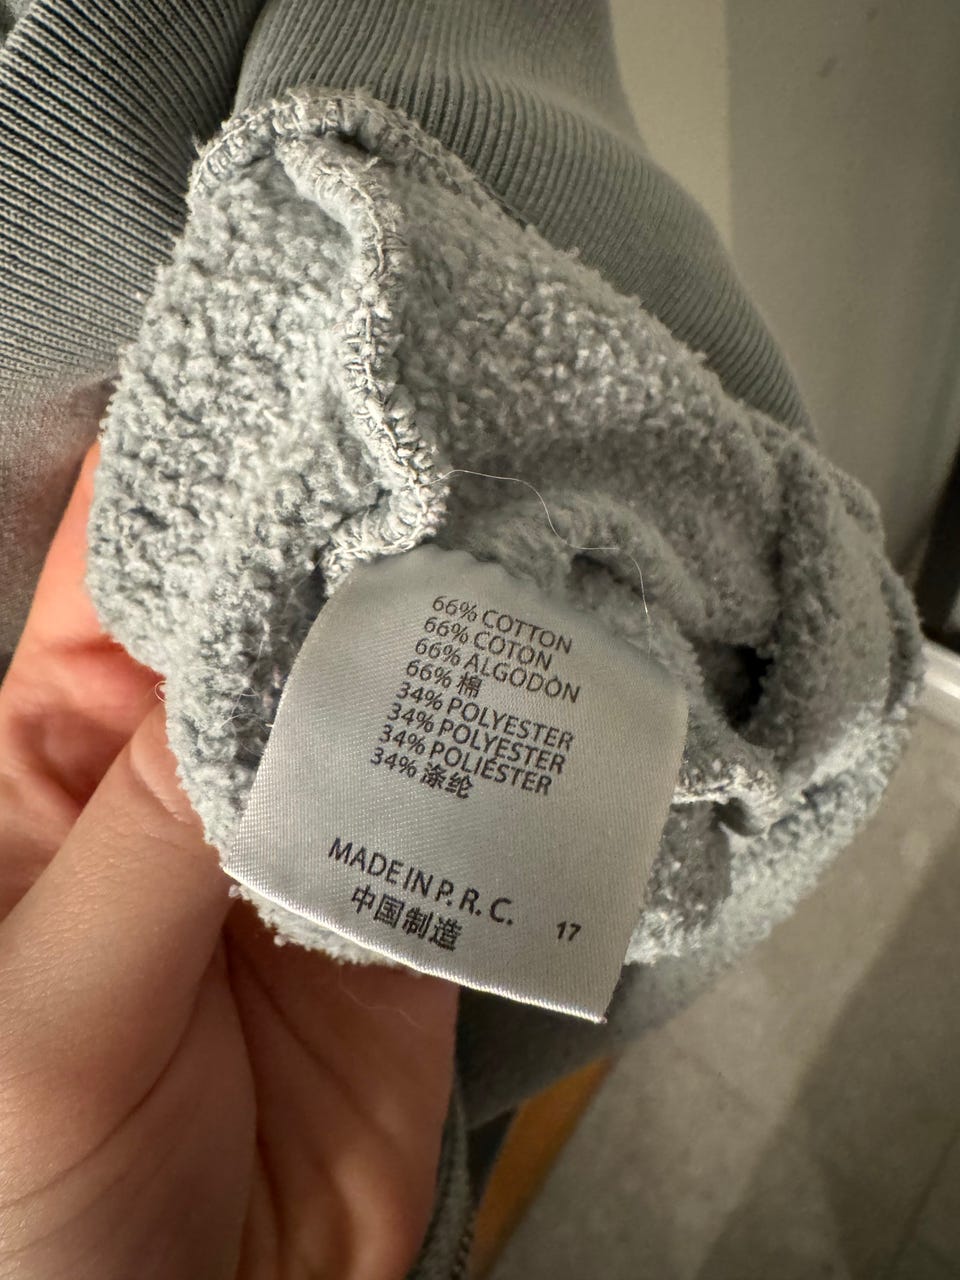 66% COTTON
66% COTON
66% ALGODÓN
66% 棉
34% POLYESTER
34% POLYESTER
34% POLIÉSTER
34% 涤纶
MADE IN P. R. C.
中国制造
17